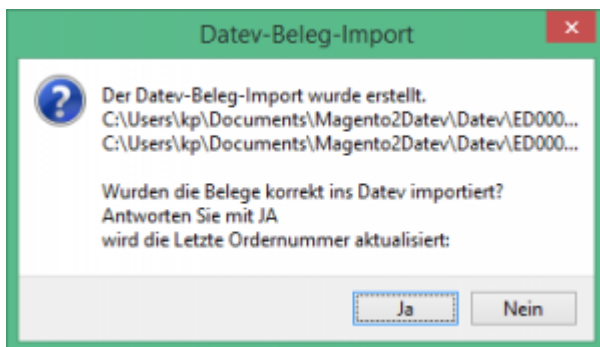 Datev-Beleg-Import
Der Datev-Beleg-Import wurde erstellt.
C:\Users\kp\Documents\Magento2Datev\Datev\ED000...
C:\Users\kp\Documents\Magento2Datev\Datev\ED000...
Wurden die Belege korrekt ins Datev importiert?
Antworten Sie mit JA
wird die Letzte Ordernummer aktualisiert:
Ja
Nein